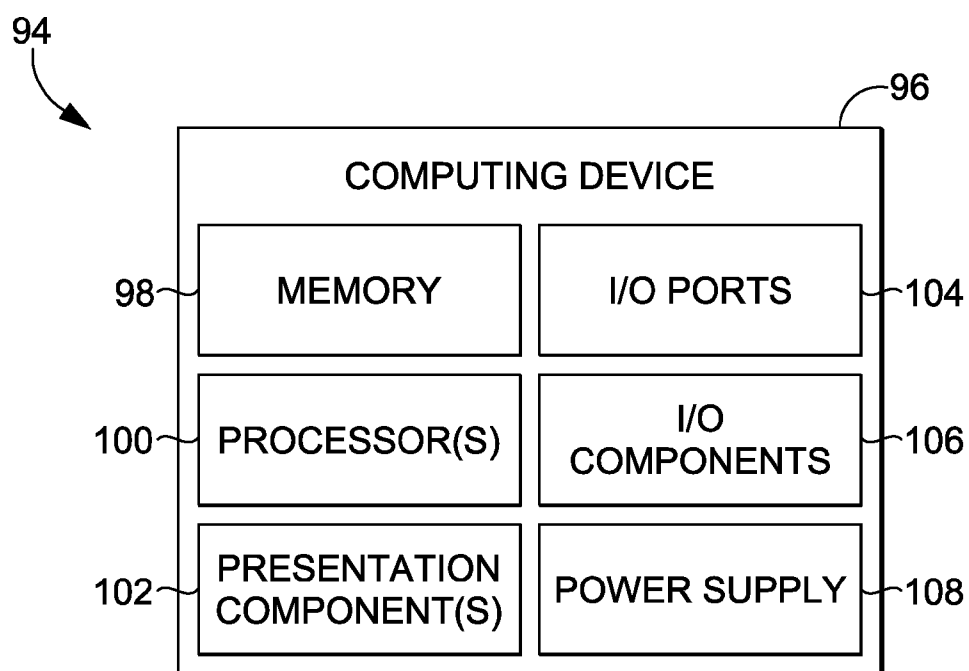 94
96
COMPUTING DEVICE
98
MEMORY
I/O PORTS
104
100
PROCESSOR(S)
I/O
COMPONENTS
106
102
PRESENTATION
COMPONENT(S)
POWER SUPPLY
108